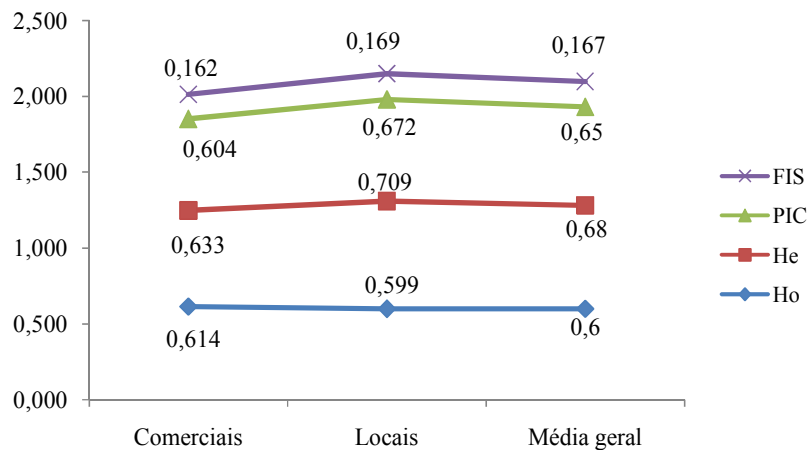 2,500
2,000
1,500
1,000
0,500
0,000
0,162
0,169
0,167
0,604
0,672
0,65
0,633
0,709
0,68
0,614
0,599
0,6
Comerciais
Locais
Média geral
FIS
PIC
He
Ho